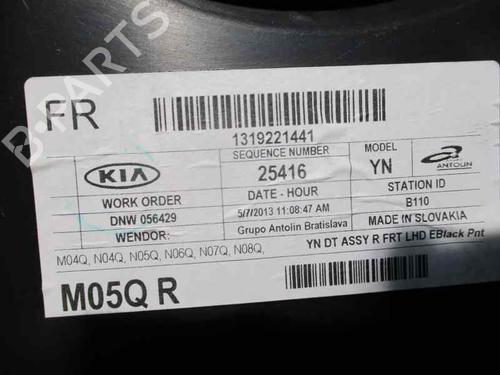 FR
1319221441
SEQUENCE NUMBER
MODEL
KIA
25416
YN
ANTOLIN
WORK ORDER
DATE - HOUR
STATION ID
DNW 056429
5/7/2013 11:08:47 AM
B110
WENDOR:
Grupo Antolin Bratislava
MADE IN SLOVAKIA
M04Q, N04Q, N05Q, N06Q, N07Q, N08Q,
YN DT ASSY R FRT LHD EBlack Pnt
M05Q R
B-PARTS